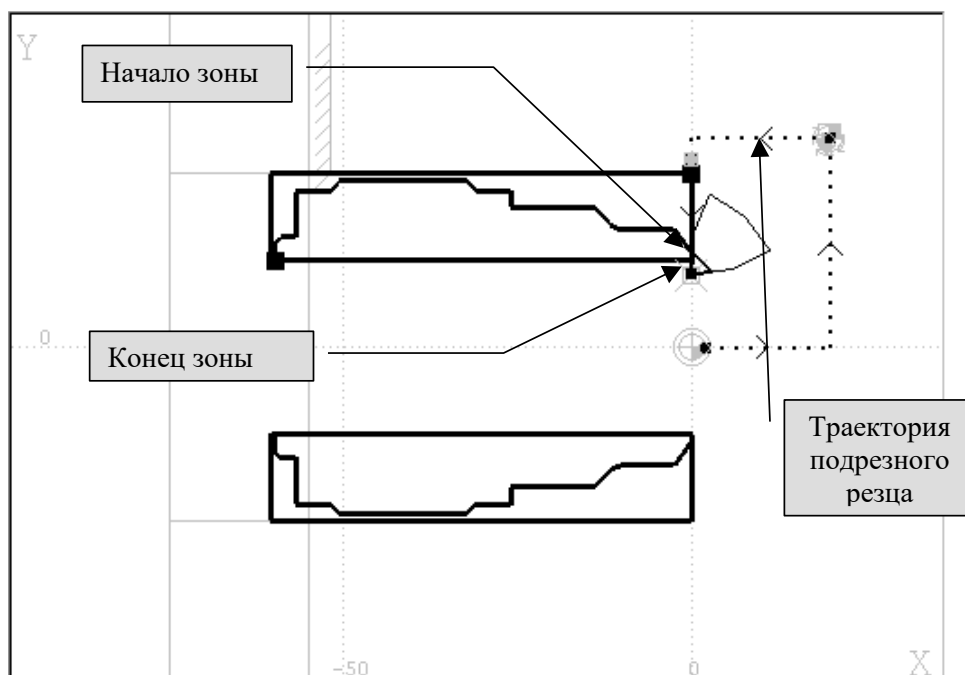 Y
Начало зоны
0
Конец зоны
Траектория
подрезного
резца
-50
0
X